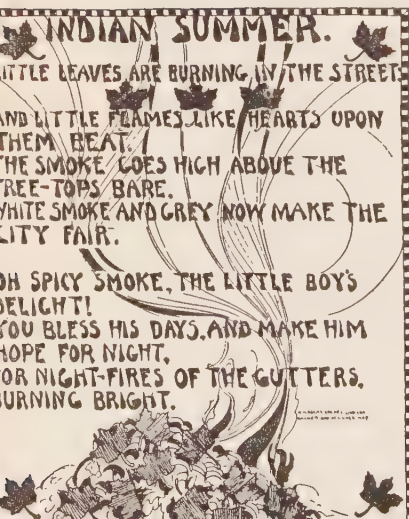 INDIAN SUMMER.
ITTLE LEAVES ARE BURNING IN THE STREETS
AND LITTLE FLAMES LIKE HEARTS UPON
THEM BEAT.
THE SMOKE GOES HIGH ABOVE THE
TREE-TOPS BARE.
WHITE SMOKE AND GREY NOW MAKE THE
CITY FAIR.
OH SPICY SMOKE, THE LITTLE BOY'S
DELIGHT!
YOU BLESS HIS DAYS, AND MAKE HIM
HOPE FOR NIGHT,
FOR NIGHT-FIRES OF THE GUTTERS,
BURNING BRIGHT.